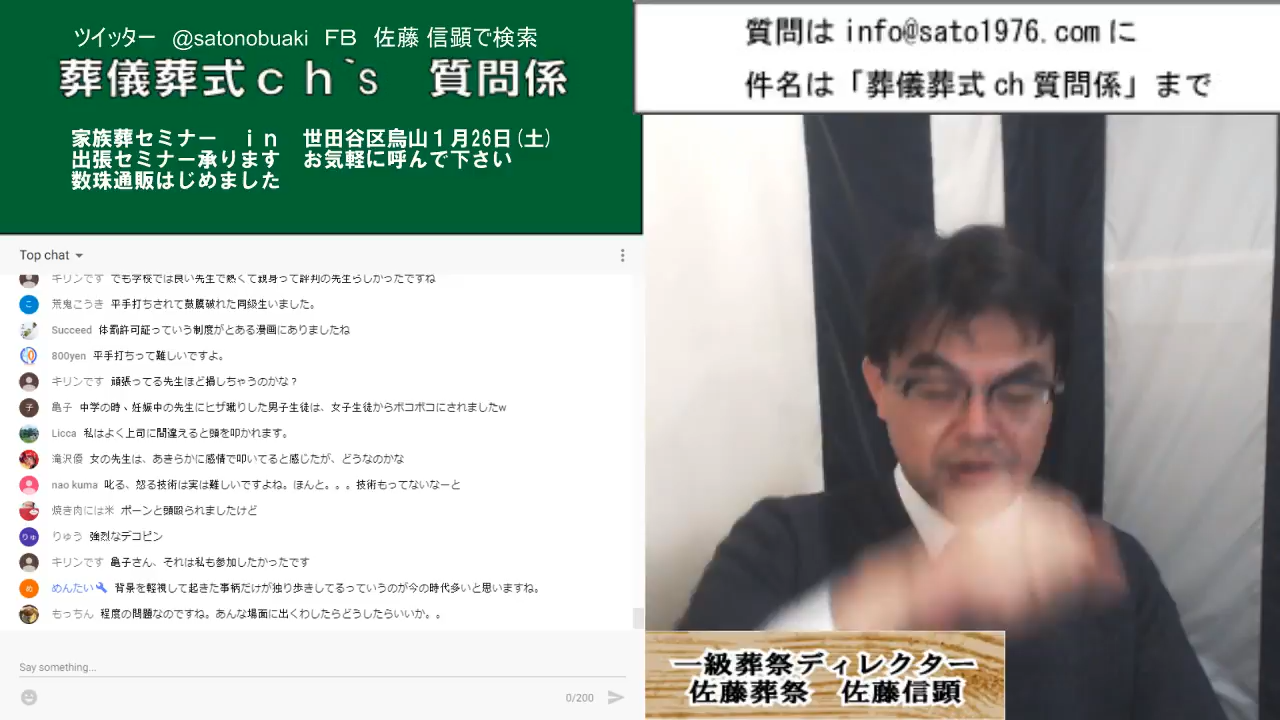 ツイッター @satonobuaki FB 佐藤 信顕で検索
葬儀葬式ch`s 質問係
家族葬セミナー in 世田谷区烏山1月26日(土)
出張セミナー承ります お気軽に呼んで下さい
数珠通販はじめました
質問は info@sato1976.com に
件名は「葬儀葬式 ch 質問係」まで
Top chat
キリンです でも学校では良い先生で熱くて親身って評判の先生らしかったですね
荒鬼こうき 平手打ちされて鼓膜破れた同級生いました。
Succeed 体罰許可証っていう制度がとある漫画にありましたね
800yen 平手打ちって難しいですよ。
キリンです 頑張ってる先生ほど損しちゃうのかな?
亀子 中学の時、妊娠中の先生にヒザ蹴りした男子生徒は、女子生徒からボコボコにされましたw
Licca 私はよく上司に間違えると頭を叩かれます。
滝沢優 女の先生は、あきらかに感情で叩いてると感じたが、どうなのかな
nao kuma 叱る、怒る技術は実は難しいですよね。ほんと。。。技術もってないなーと
焼き肉には米 ボーンと頭殴られましたけど
りゅう 強烈なデコピン
キリンです 亀子さん、それは私も参加したかったです
めんたい 背景を軽視して起きた事柄だけが独り歩きしてるっていうのが今の時代多いと思いますね。
もっちん 程度の問題なのですね。あんな場面に出くわしたらどうしたらいいか。。
Say something...
0/200
一級葬祭ディレクター
佐藤葬祭 佐藤信顕